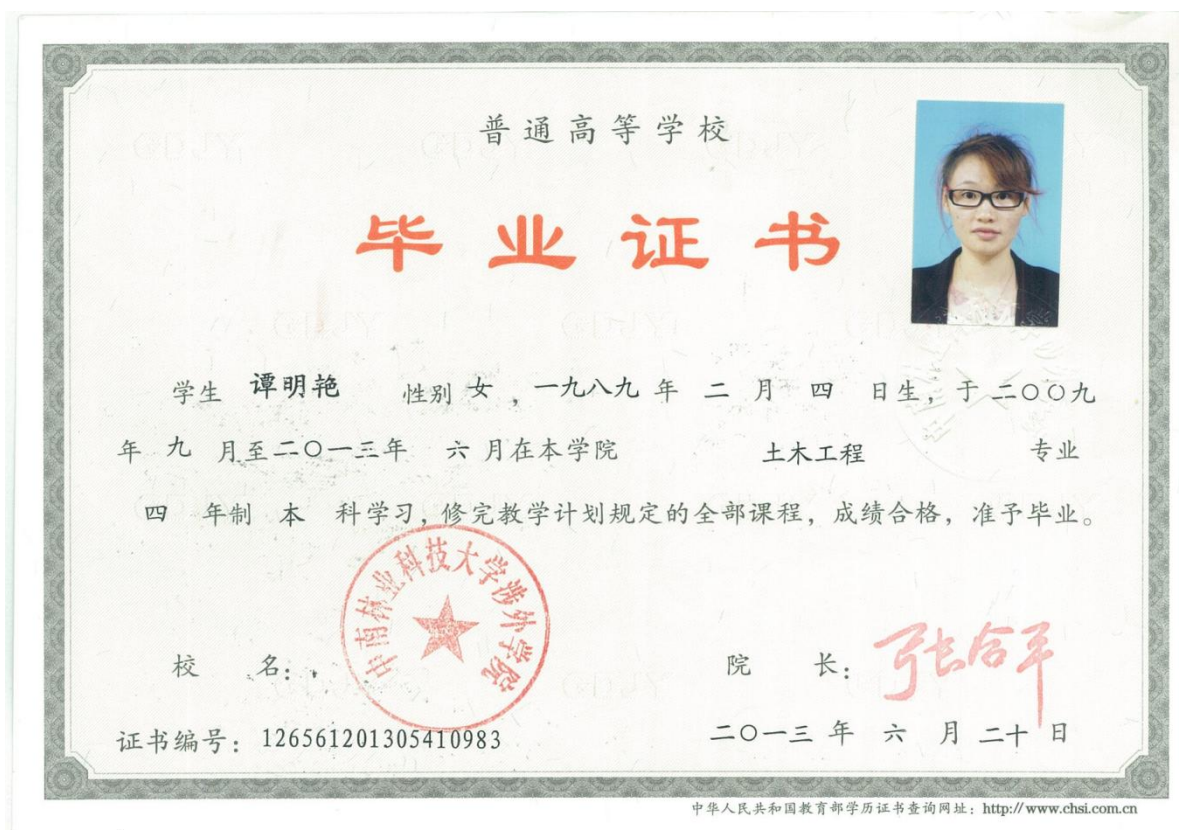 普通高等学校
毕业证书
学生 谭明艳 性别 女，一九八九 年 二 月 四 日生，于 二〇〇九
年 九 月至 二〇一三 年 六 月在本学院 土木工程 专业
四 年制 本 科学习，修完教学计划规定的全部课程，成绩合格，准予毕业。
中南林业科技大学涉外学院
校 名：
院 长：张合平
证书编号：126561201305410983
二〇一三 年 六 月 二十 日
中华人民共和国教育部学历证书查询网址：http://www.chsi.com.cn